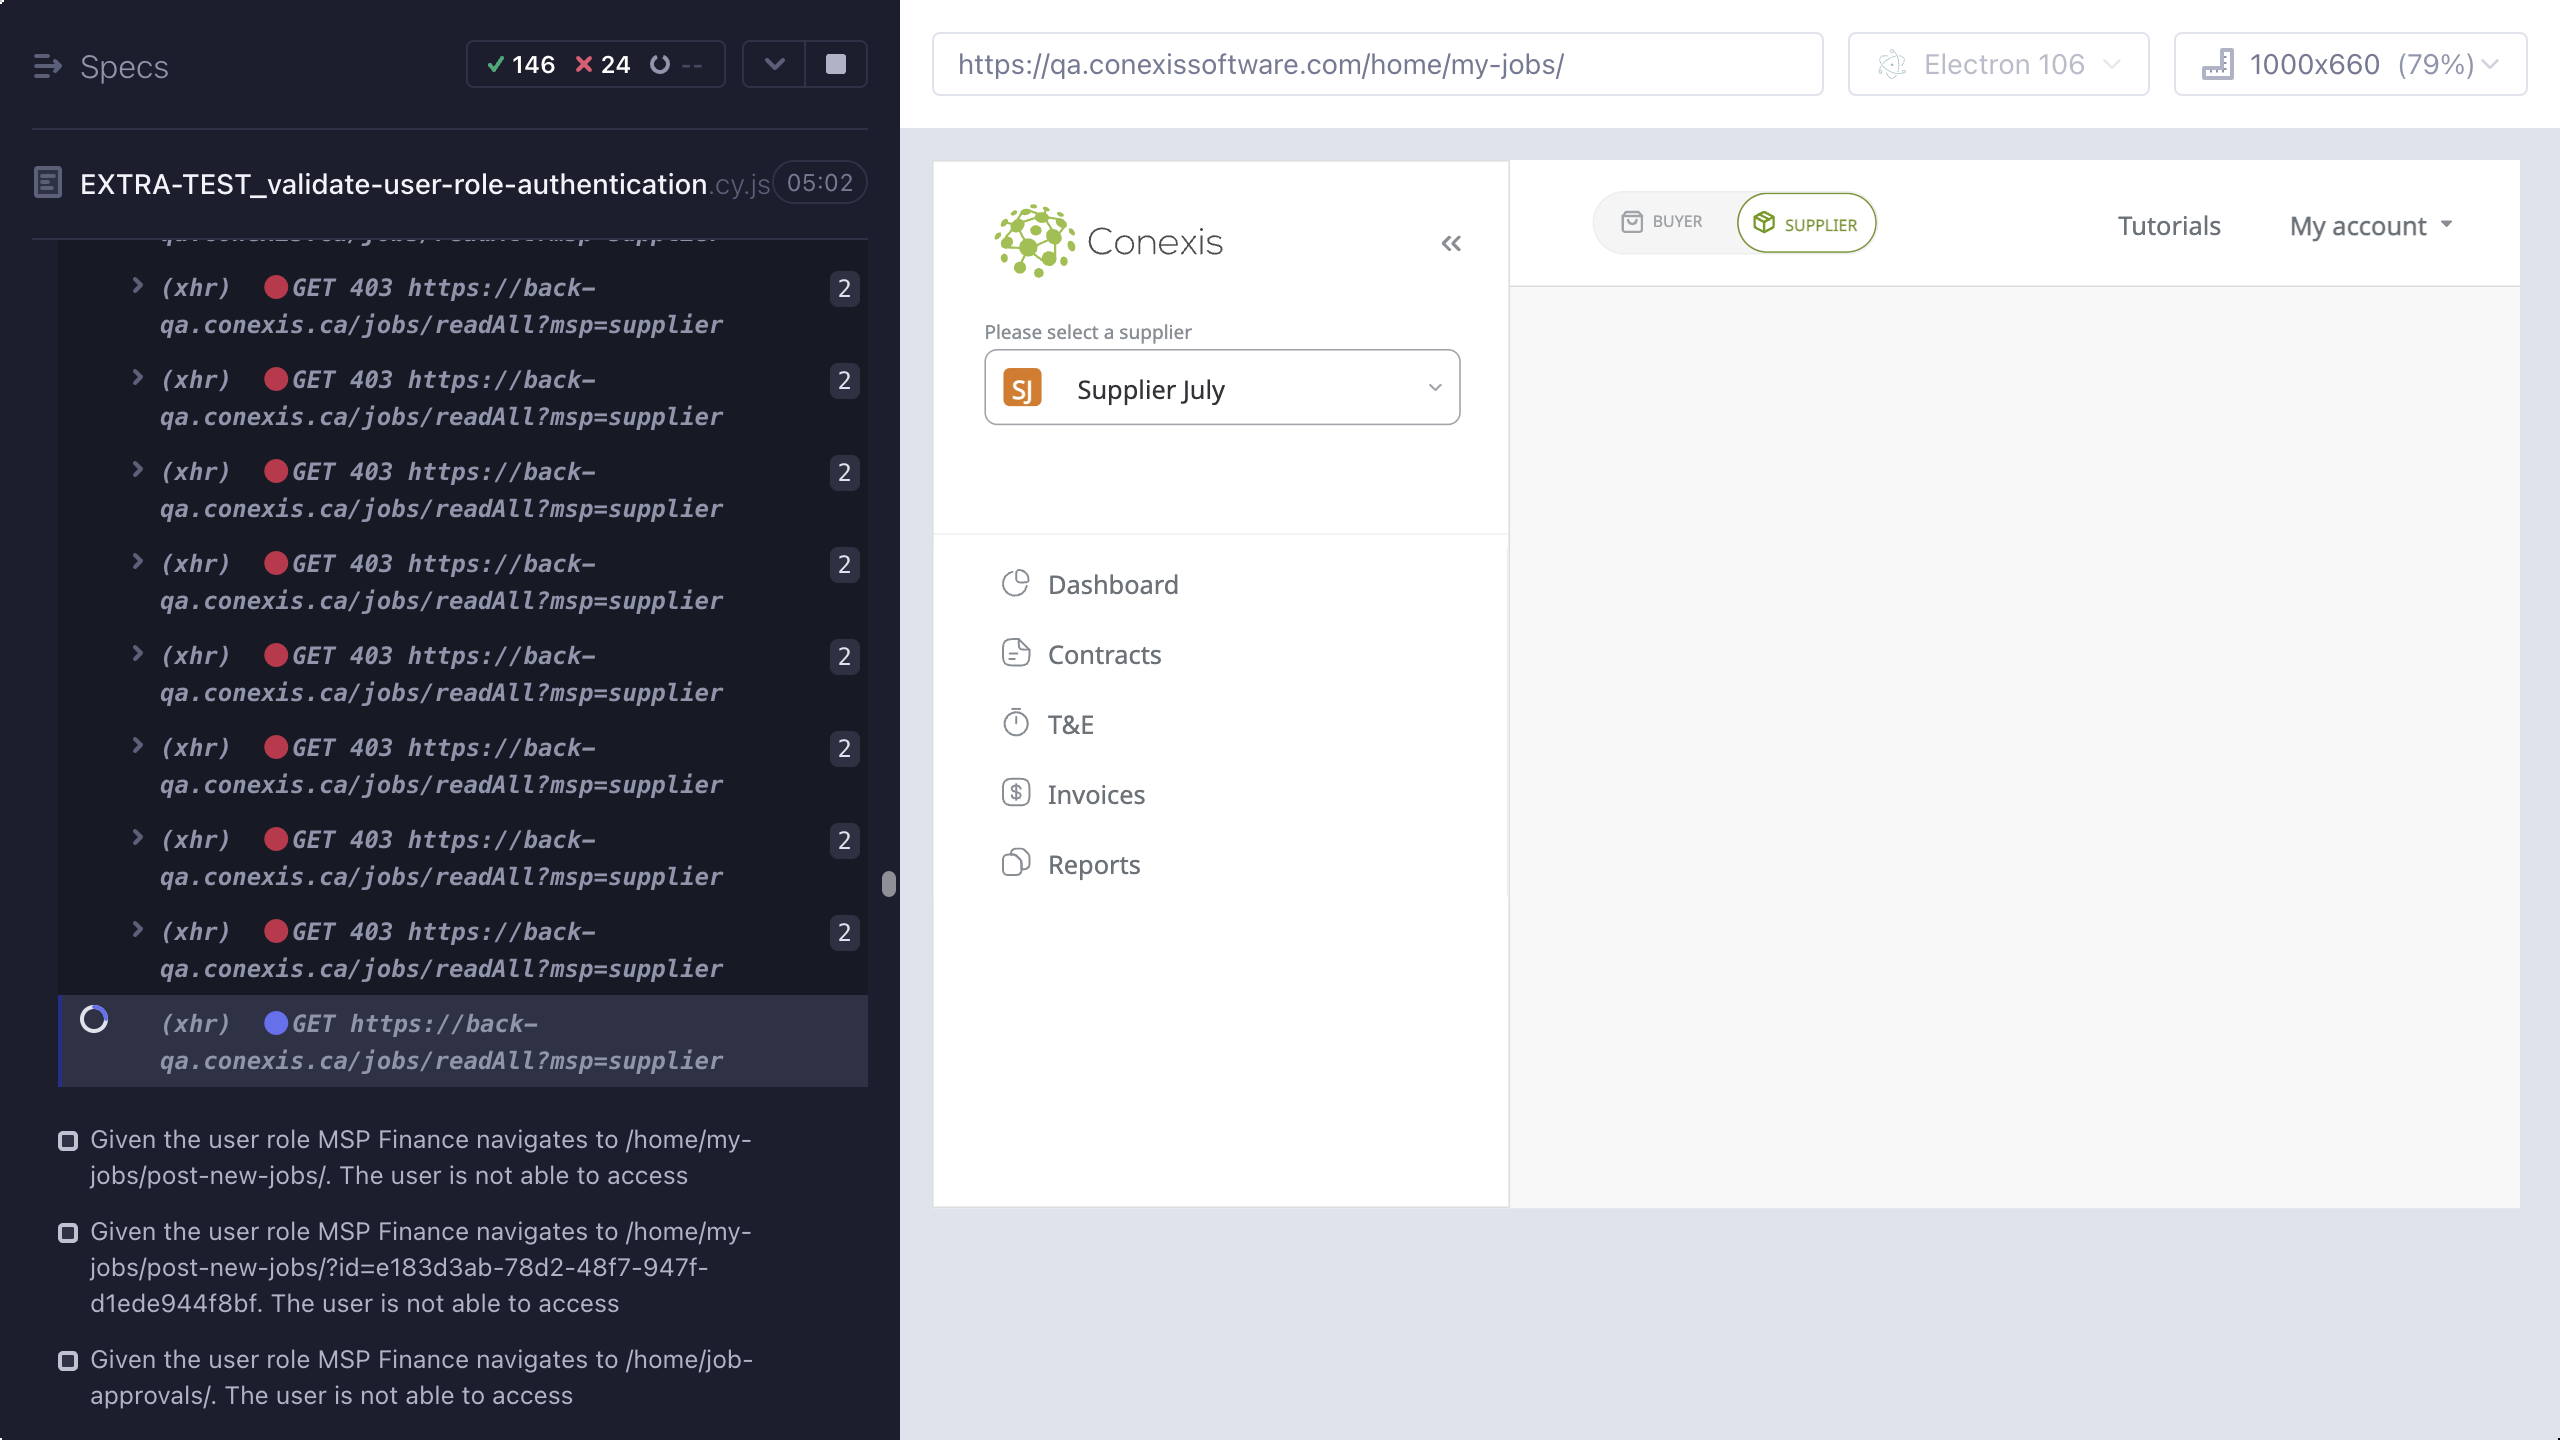 Specs
146 24 --
EXTRA-TEST_validate-user-role-authentication.cy.js 05:02
qa.conexis.ca/jobs/readAll?msp=supplier
(xhr) GET 403 https://back- 2
qa.conexis.ca/jobs/readAll?msp=supplier
(xhr) GET 403 https://back- 2
qa.conexis.ca/jobs/readAll?msp=supplier
(xhr) GET 403 https://back- 2
qa.conexis.ca/jobs/readAll?msp=supplier
(xhr) GET 403 https://back- 2
qa.conexis.ca/jobs/readAll?msp=supplier
(xhr) GET 403 https://back- 2
qa.conexis.ca/jobs/readAll?msp=supplier
(xhr) GET 403 https://back- 2
qa.conexis.ca/jobs/readAll?msp=supplier
(xhr) GET 403 https://back- 2
qa.conexis.ca/jobs/readAll?msp=supplier
(xhr) GET 403 https://back- 2
qa.conexis.ca/jobs/readAll?msp=supplier
(xhr) GET https://back-
qa.conexis.ca/jobs/readAll?msp=supplier
Given the user role MSP Finance navigates to /home/my-
jobs/post-new-jobs/. The user is not able to access
Given the user role MSP Finance navigates to /home/my-
jobs/post-new-jobs/?id=e183d3ab-78d2-48f7-947f-
d1ede944f8bf. The user is not able to access
Given the user role MSP Finance navigates to /home/job-
approvals/. The user is not able to access
https://qa.conexissoftware.com/home/my-jobs/
Electron 106
1000x660 (79%)
Conexis
BUYER
SUPPLIER
Tutorials
My account
Please select a supplier
SJ Supplier July
Dashboard
Contracts
T&E
$ Invoices
Reports